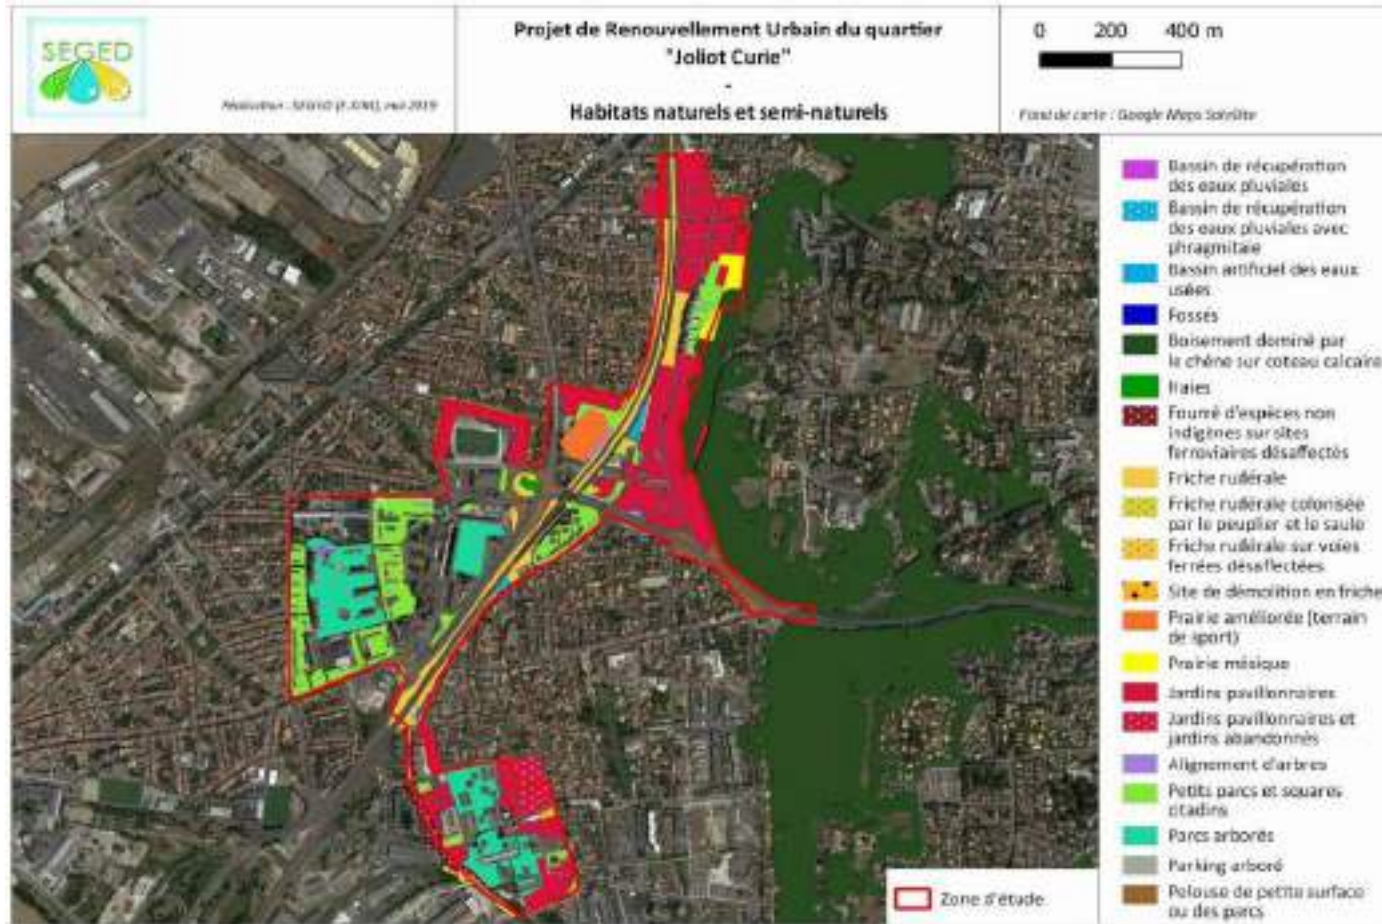 SEGED
Réalisation : SEGED (F.JUNI), mai 2019
Projet de Renouvellement Urbain du quartier
"Joliot Curie"
-
Habitats naturels et semi-naturels
0 200 400 m
Fond de carte : Google Maps Satellite
Bassin de récupération
des eaux pluviales
Bassin de récupération
des eaux pluviales avec
phragmitaie
Bassin artificiel des eaux
usées
Fossés
Boisement dominé par
le chêne sur coteau calcaire
Haies
Fourré d'espèces non
indigènes sur sites
ferroviaires désaffectés
Friche rudérale
Friche rudérale colonisée
par le peuplier et le saule
Friche rudérale sur voies
ferrées désaffectées
Site de démolition en friche
Prairie améliorée (terrain
de sport)
Prairie mésique
Jardins pavillonnaires
Jardins pavillonnaires et
jardins abandonnés
Alignement d'arbres
Petits parcs et squares
citadins
Parcs arborés
Parking arboré
Pelouse de petite surface
ou des parcs
Zone d'étude